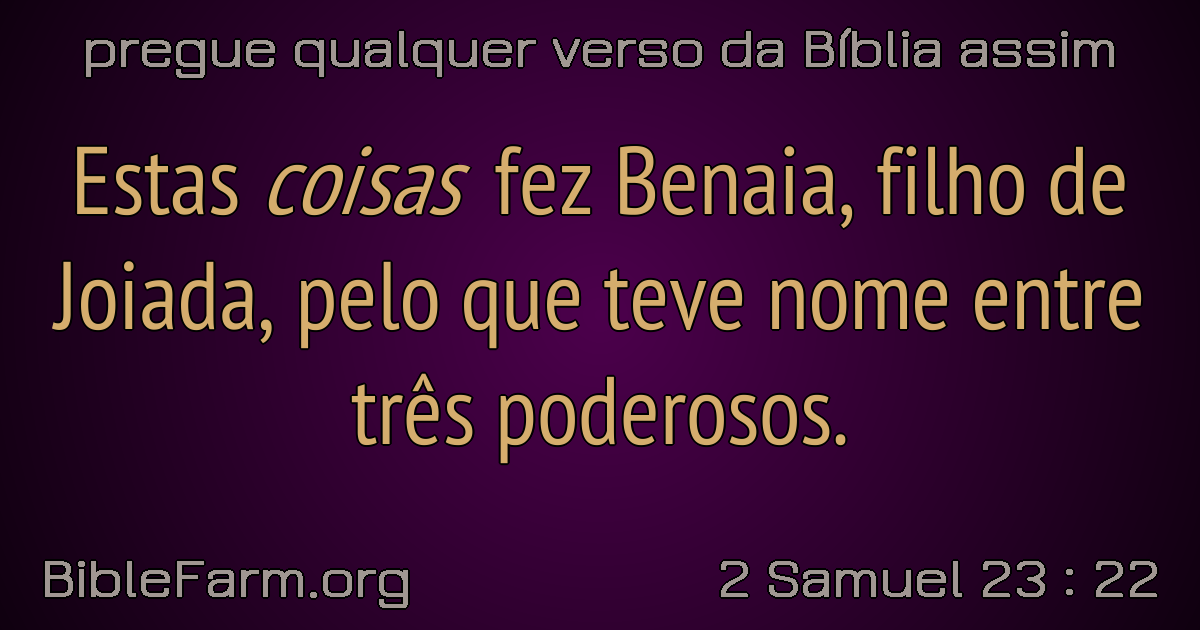 pregue qualquer verso da Bíblia assim
Estas coisas fez Benaia, filho de
Joiada, pelo que teve nome entre
três poderosos.
BibleFarm.org
2 Samuel 23 : 22